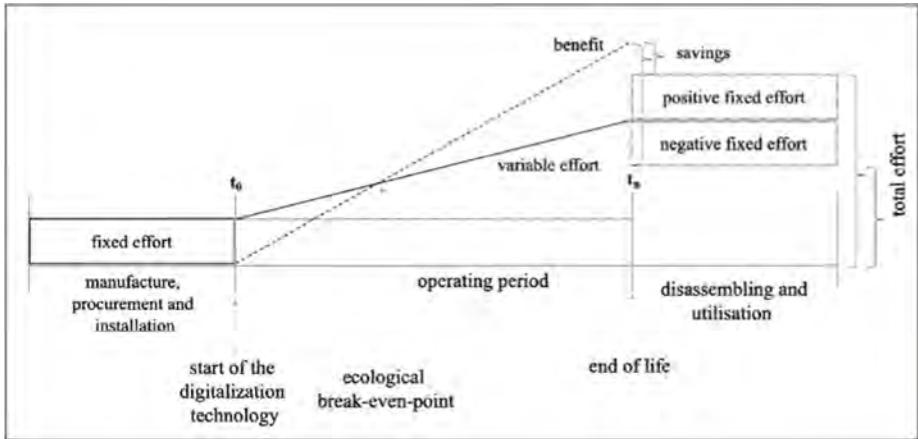 benefit
savings
positive fixed effort
negative fixed effort
variable effort
total effort
t₀
tₙ
fixed effort
manufacture,
procurement and
installation
operating period
disassembling and
utilisation
start of the
digitalization
technology
ecological
break-even-point
end of life